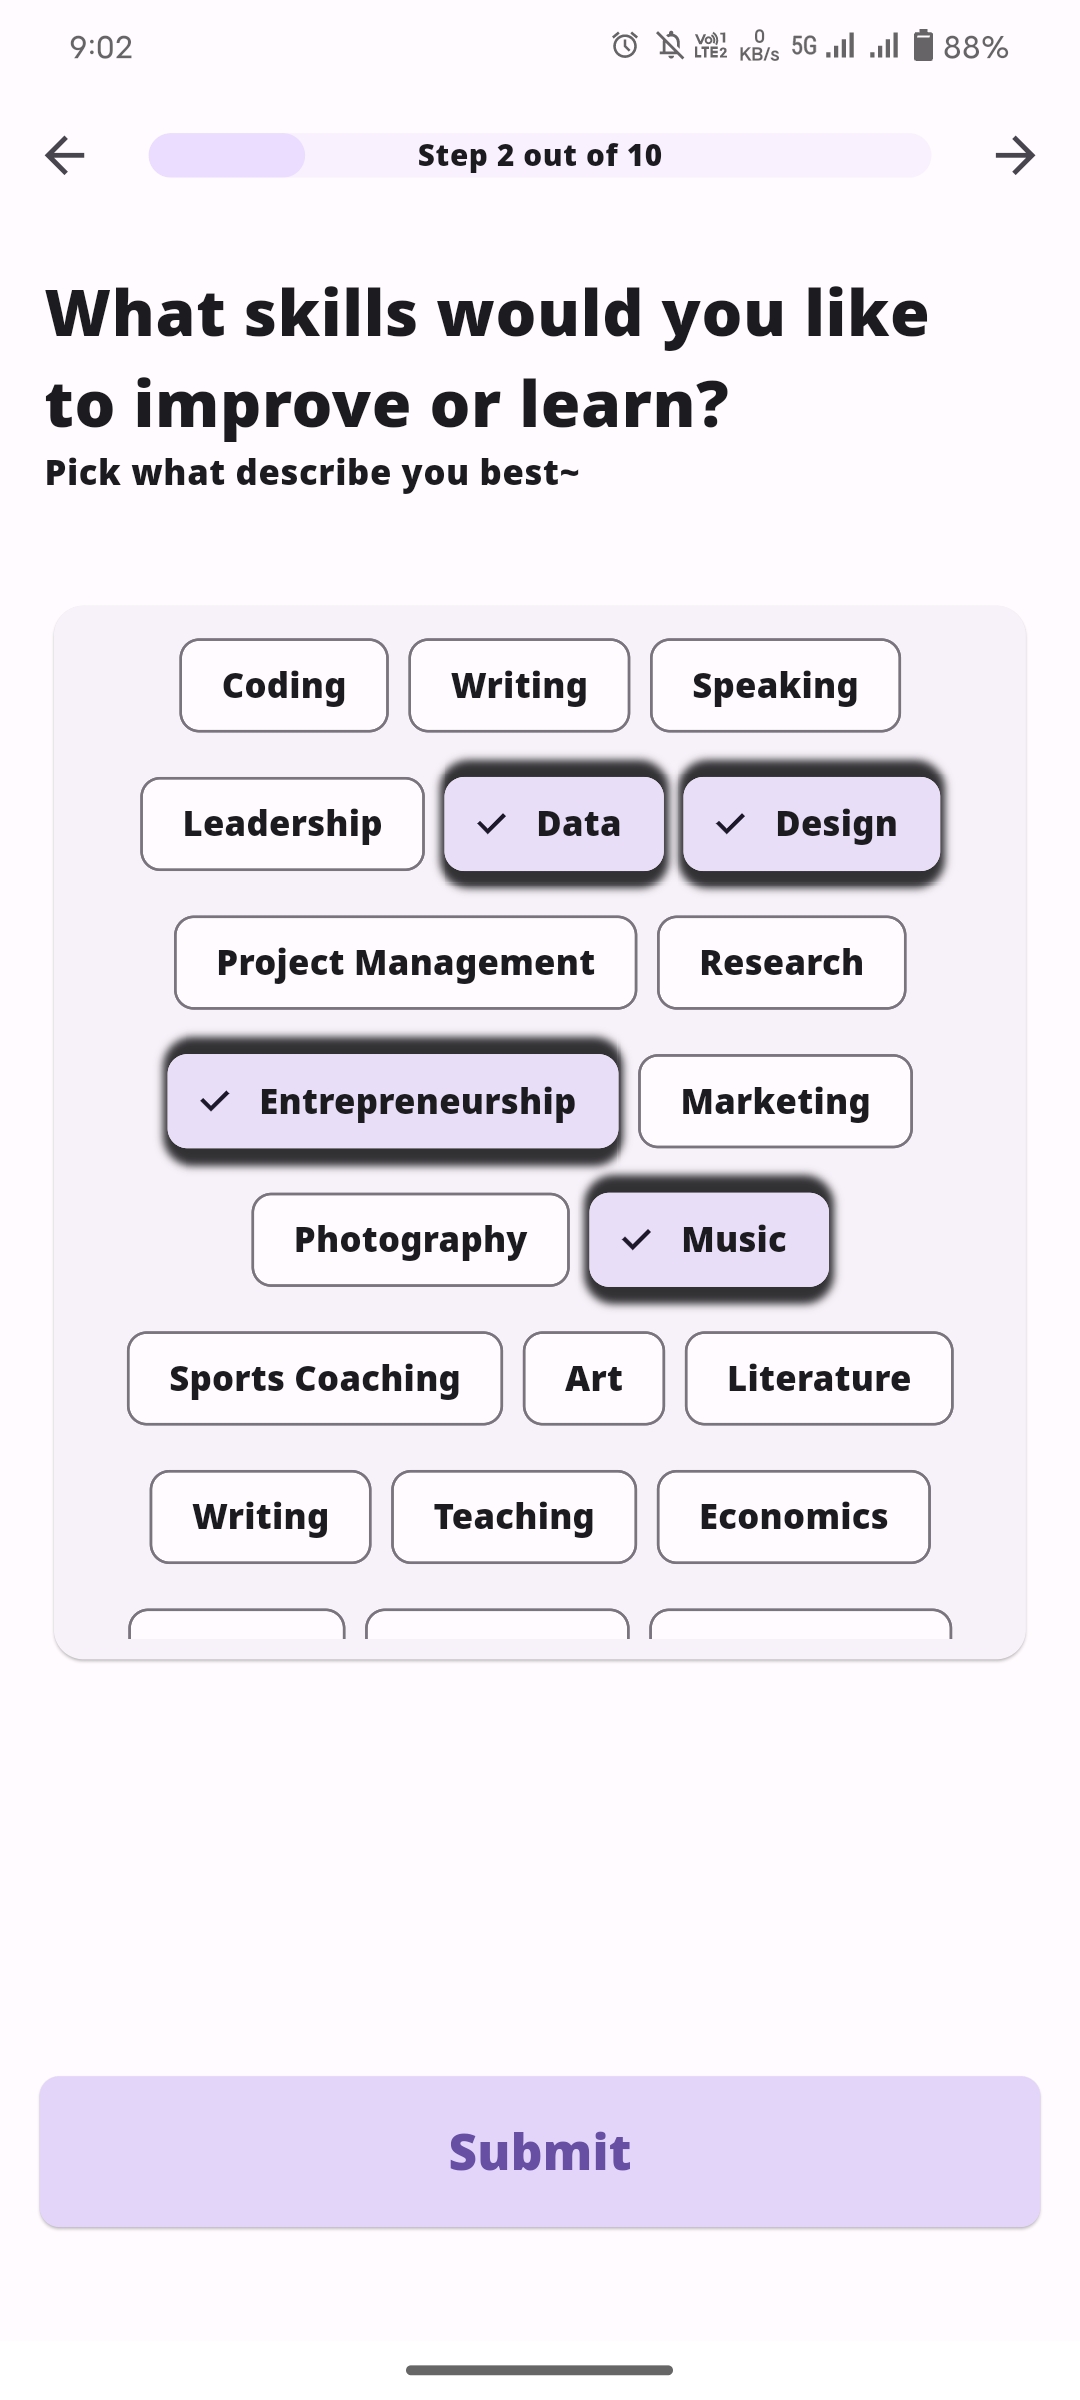 9:02 Vo)) 1 LTE2 0 KB/s 5G 88%
Step 2 out of 10
What skills would you like
to improve or learn?
Pick what describe you best~
Coding Writing Speaking
Leadership Data Design
Project Management Research
Entrepreneurship Marketing
Photography Music
Sports Coaching Art Literature
Writing Teaching Economics
Submit